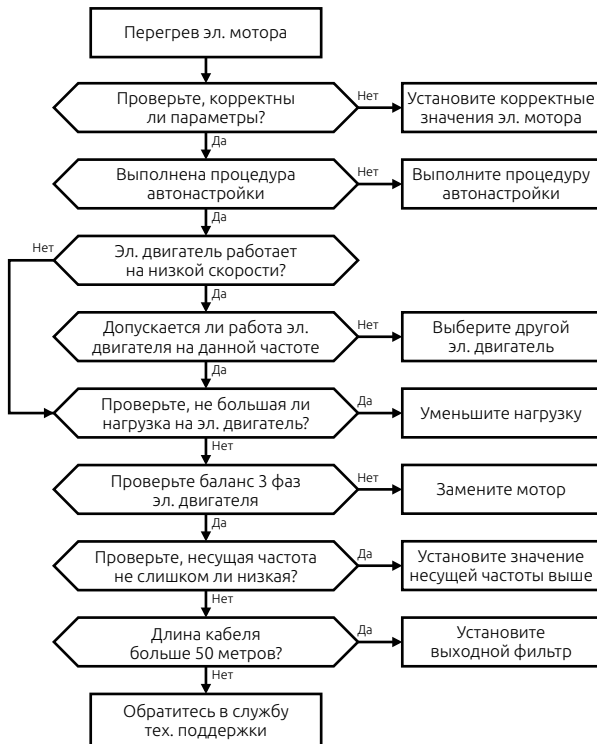 Перегрев эл. мотора
Проверьте, корректны
ли параметры?
Нет
Установите корректные
значения эл. мотора
Да
Выполнена процедура
автонастройки
Нет
Выполните процедуру
автонастройки
Да
Нет
Эл. двигатель работает
на низкой скорости?
Да
Допускается ли работа эл.
двигателя на данной частоте
Нет
Выберите другой
эл. двигатель
Да
Проверьте, не большая ли
нагрузка на эл. двигатель?
Да
Уменьшите нагрузку
Нет
Проверьте баланс 3 фаз
эл. двигателя
Нет
Замените мотор
Да
Проверьте, несущая частота
не слишком ли низкая?
Да
Установите значение
несущей частоты выше
Нет
Длина кабеля
больше 50 метров?
Да
Установите
выходной фильтр
Нет
Обратитесь в службу
тех. поддержки